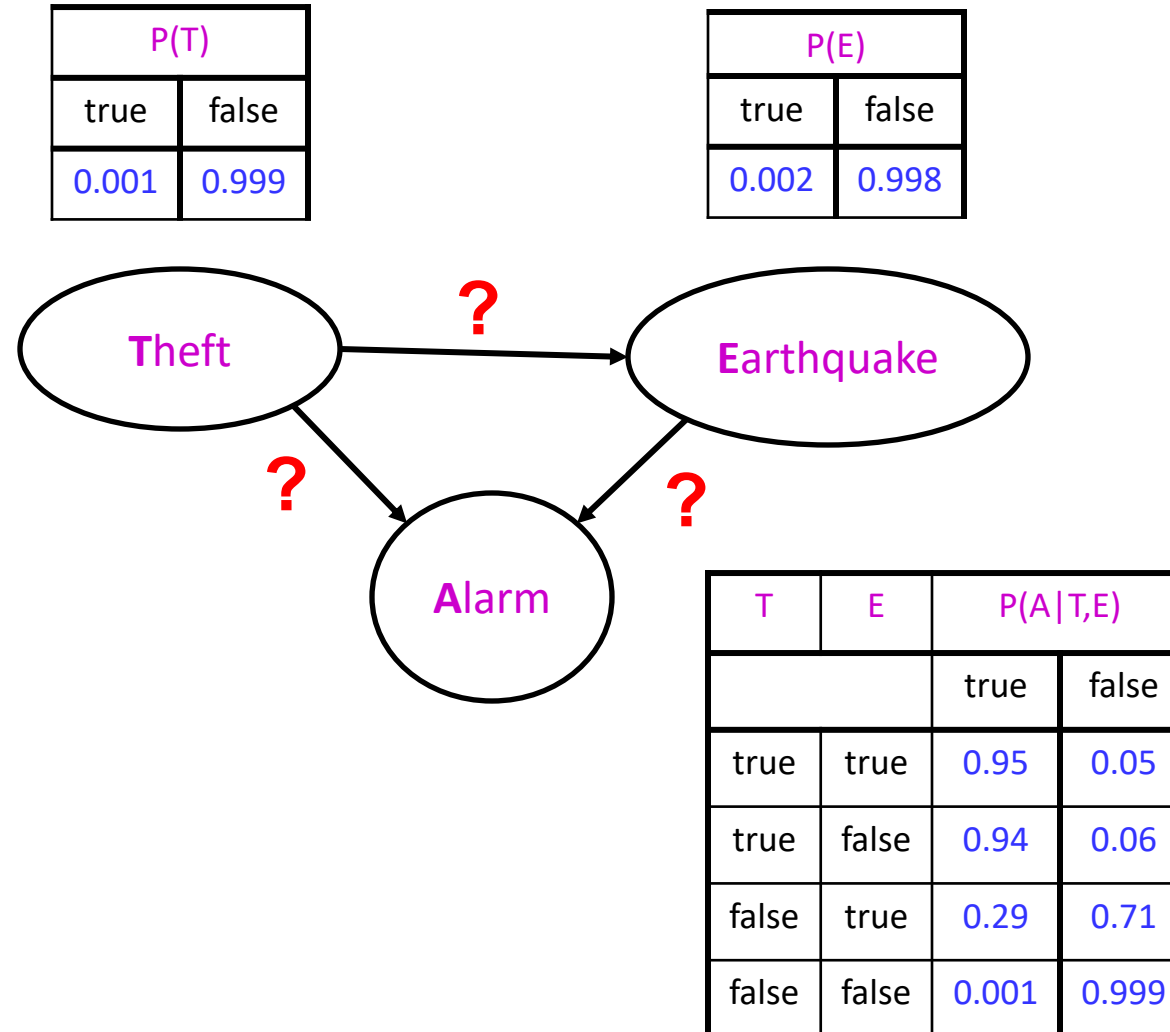 P(T)
true false
0.001 0.999
P(E)
true false
0.002 0.998
?
Theft
Earthquake
?
?
Alarm
T E P(A|T,E)
true false
true true 0.95 0.05
true false 0.94 0.06
false true 0.29 0.71
false false 0.001 0.999